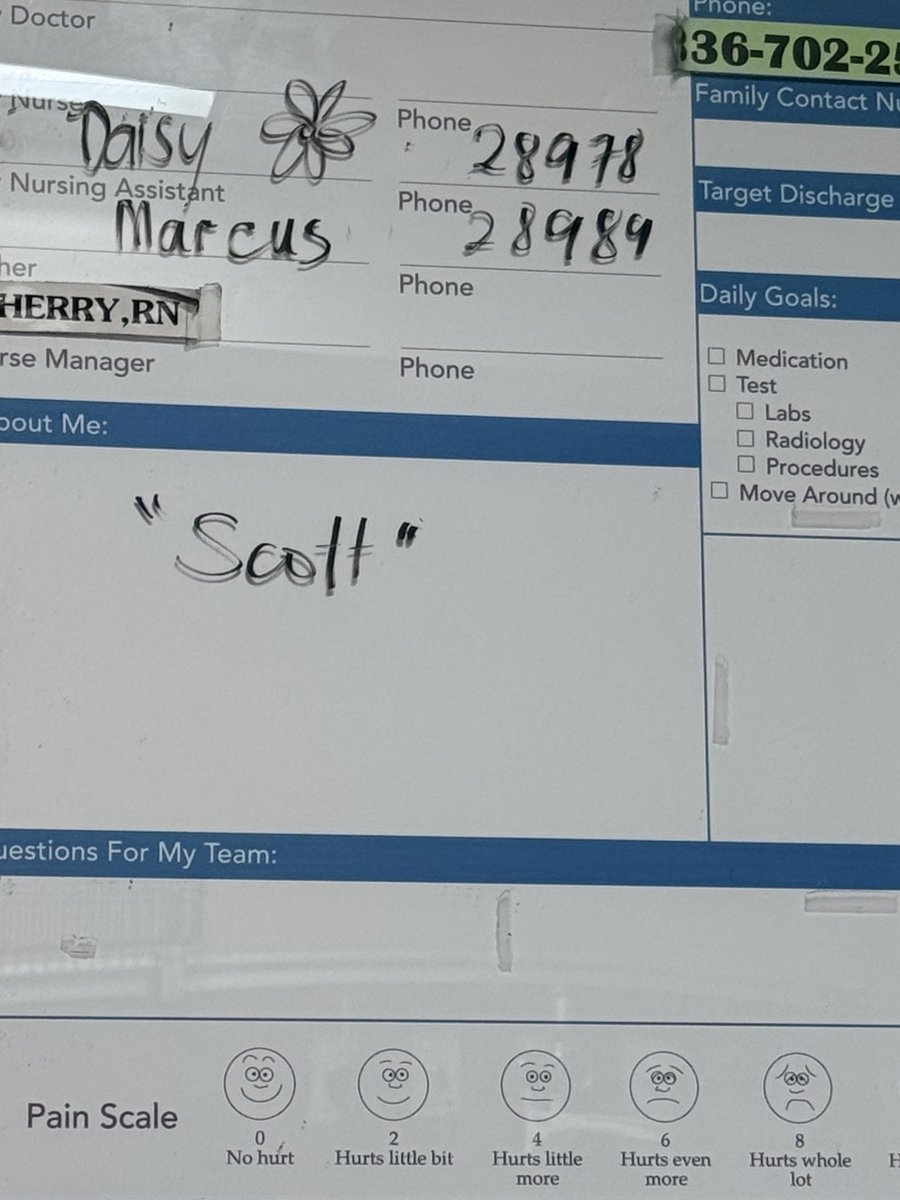 Doctor
Phone:
36-702-2
Nurse
Daisy
Phone
28978
Family Contact
Nursing Assistant
Marcus
Phone
28989
Target Discharge
HERRY,RN
Phone
Daily Goals:
rse Manager
Phone
Medication
Test
Labs
Radiology
Procedures
Move Around
bout Me:
"Scott"
uestions For My Team:
Pain Scale
0 2 4 6 8
No hurt Hurts little bit Hurts little more Hurts even more Hurts whole lot